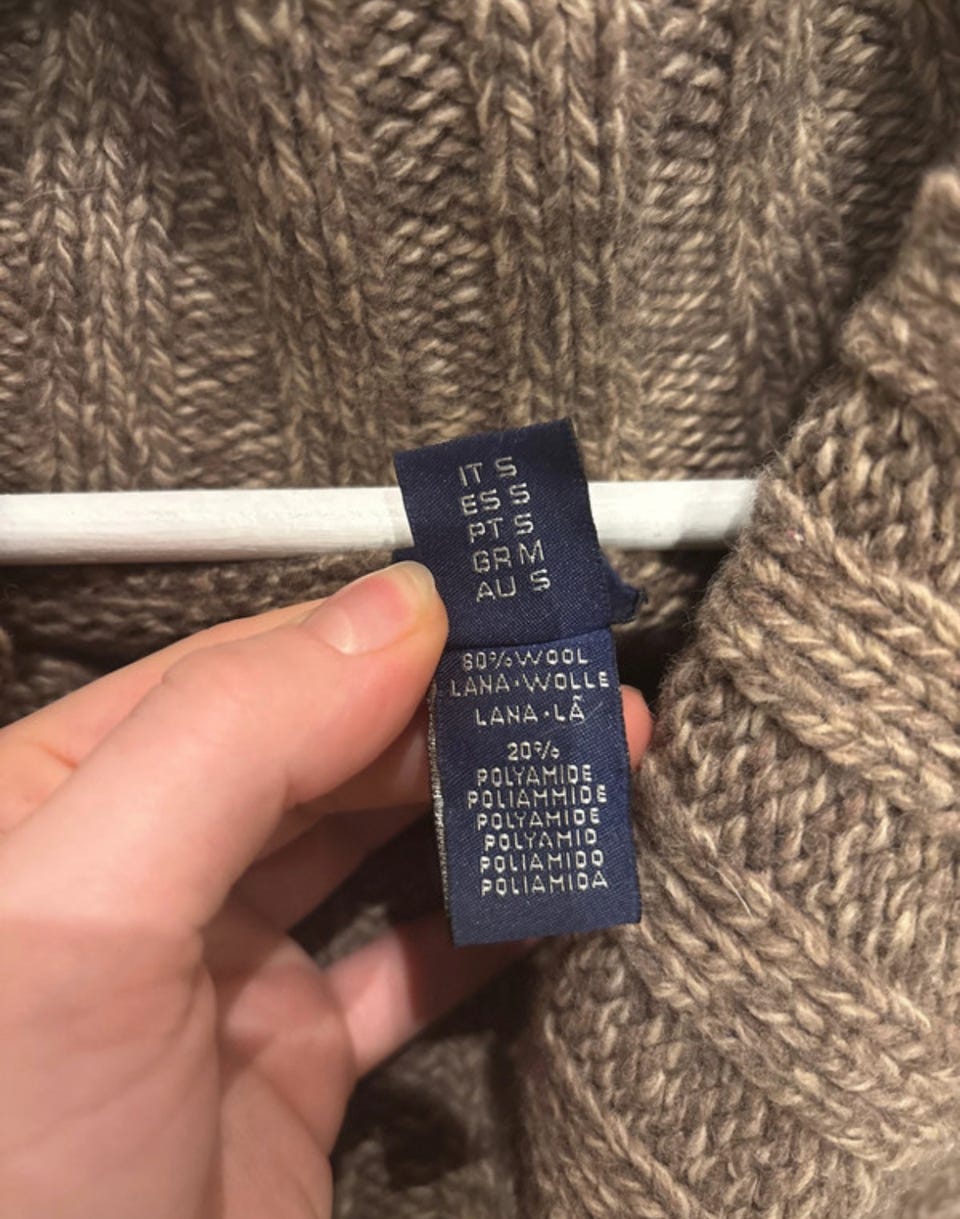 IT S
ES S
PT S
GR M
AU S
80% WOOL
LANA·WOLLE
LANA·LÃ
20%
POLYAMIDE
POLIAMMIDE
POLYAMIDE
POLYAMID
POLIAMIDO
POLIAMIDA